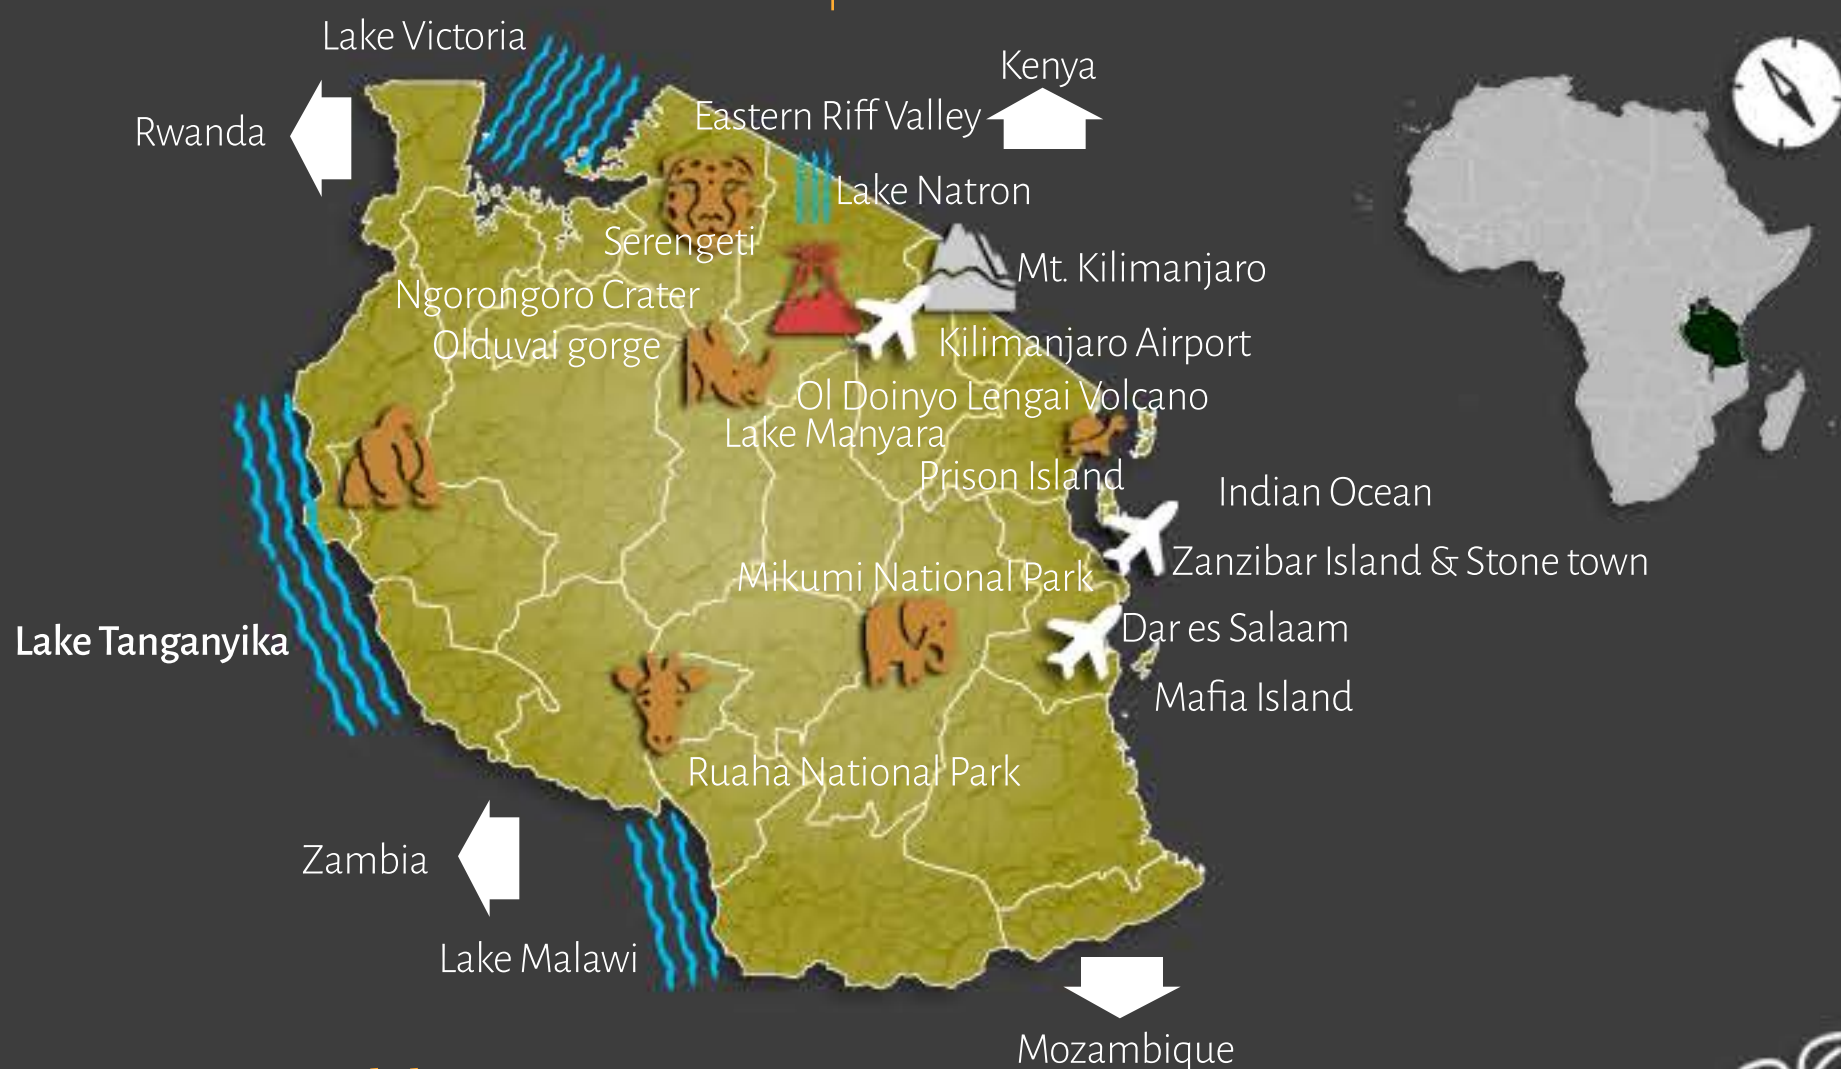 Lake Victoria
Kenya
Eastern Riff Valley
Rwanda
Lake Natron
Serengeti
Mt. Kilimanjaro
Ngorongoro Crater
Olduvai gorge
Kilimanjaro Airport
Ol Doinyo Lengai Volcano
Lake Manyara
Prison Island
Indian Ocean
Zanzibar Island & Stone town
Mikumi National Park
Lake Tanganyika
Dar es Salaam
Mafia Island
Ruaha National Park
Zambia
Lake Malawi
Mozambique